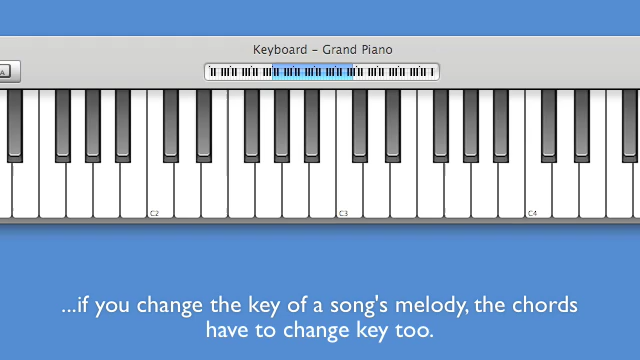 Keyboard - Grand Piano
A
C2
C3
C4
...if you change the key of a song's melody, the chords
have to change key too.